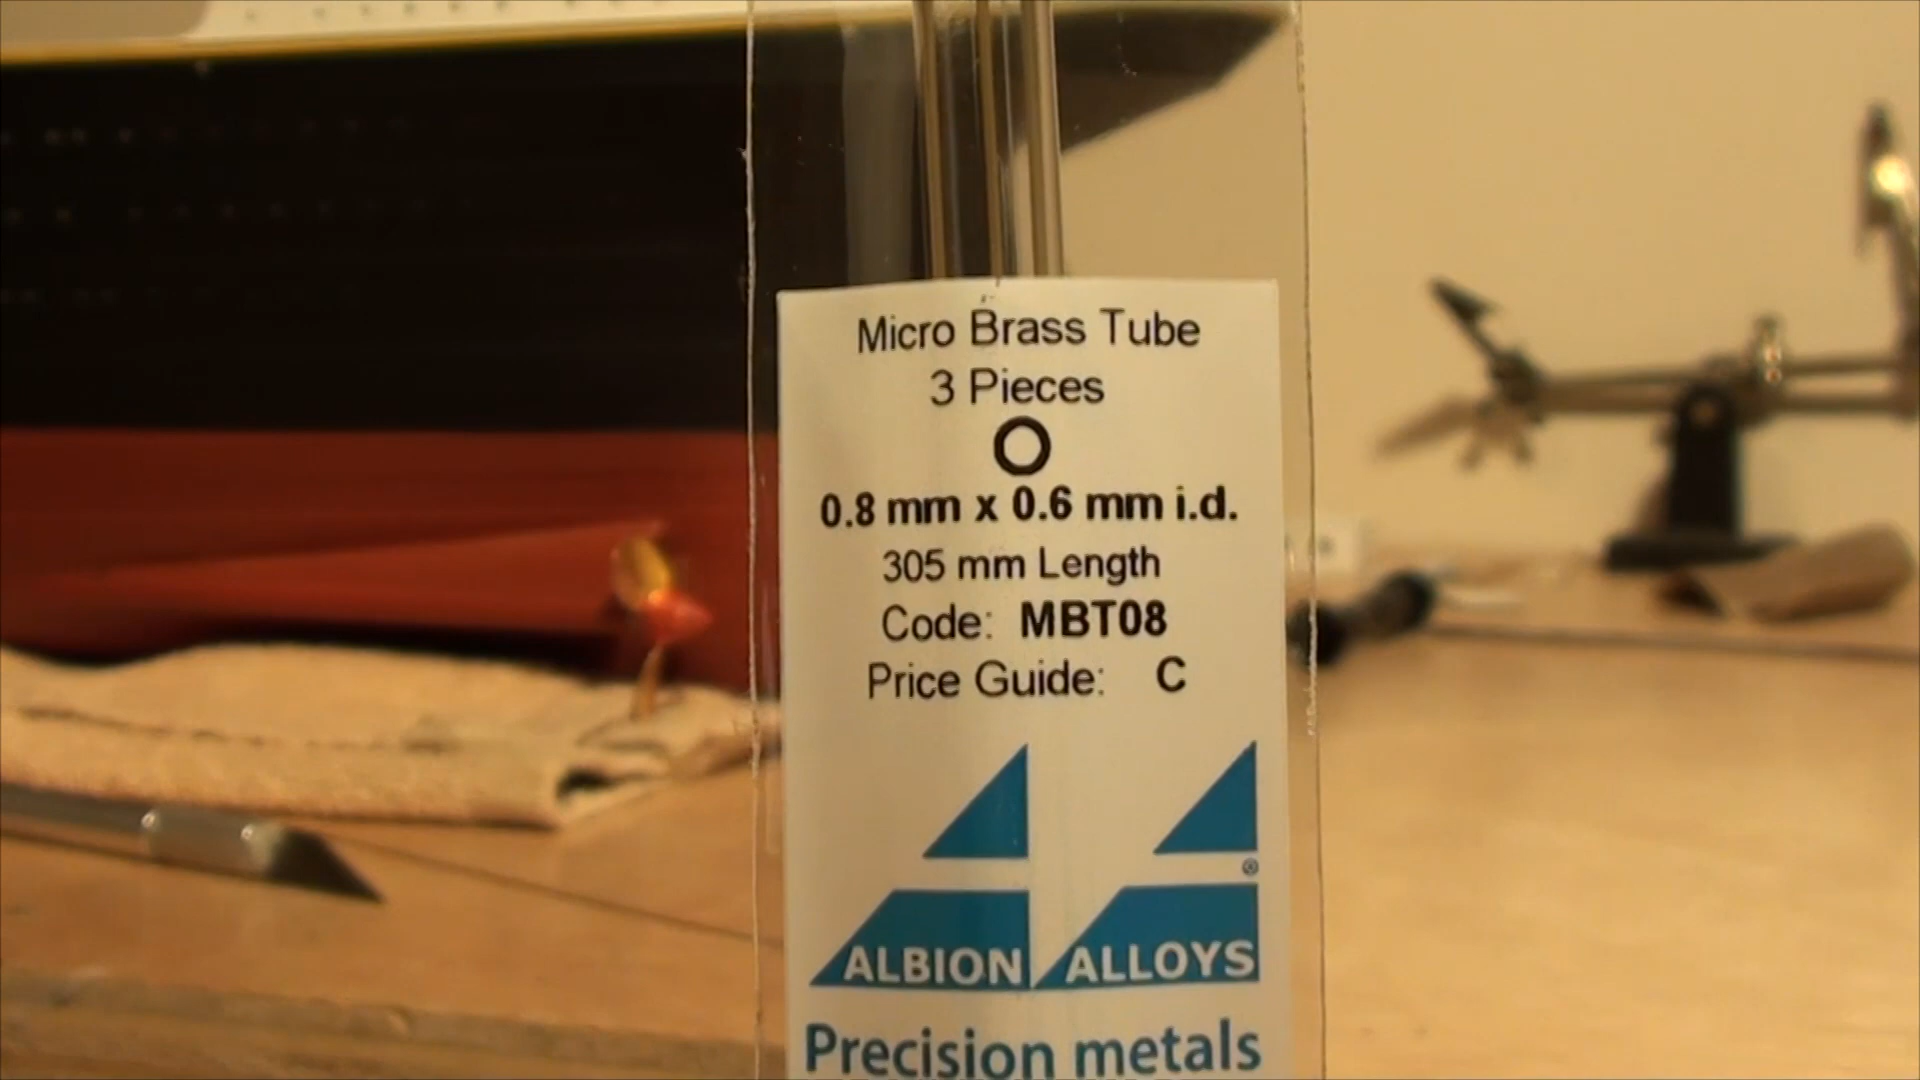 Micro Brass Tube
3 Pieces
0.8 mm x 0.6 mm i.d.
305 mm Length
Code: MBT08
Price Guide: C
®
ALBION ALLOYS
Precision metals